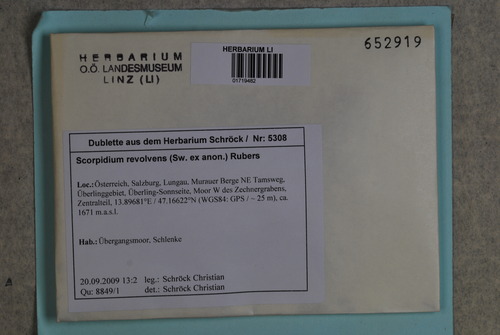 HERBARIUM
O.Ö. LANDESMUSEUM
LINZ (LI)
HERBARIUM LI
01719482
652919
Dublette aus dem Herbarium Schröck / Nr: 5308
Scorpidium revolvens (Sw. ex anon.) Rubers
Loc.:Österreich, Salzburg, Lungau, Murauer Berge NE Tamsweg,
Überlinggebiet, Überling-Sonnseite, Moor W des Zechnergrabens,
Zentralteil, 13.89681°E / 47.16622°N (WGS84: GPS / ~ 25 m), ca.
1671 m.a.s.l.
Hab.: Übergangsmoor, Schlenke
20.09.2009 13:2 leg.: Schröck Christian
Qu: 8849/1 det.: Schröck Christian